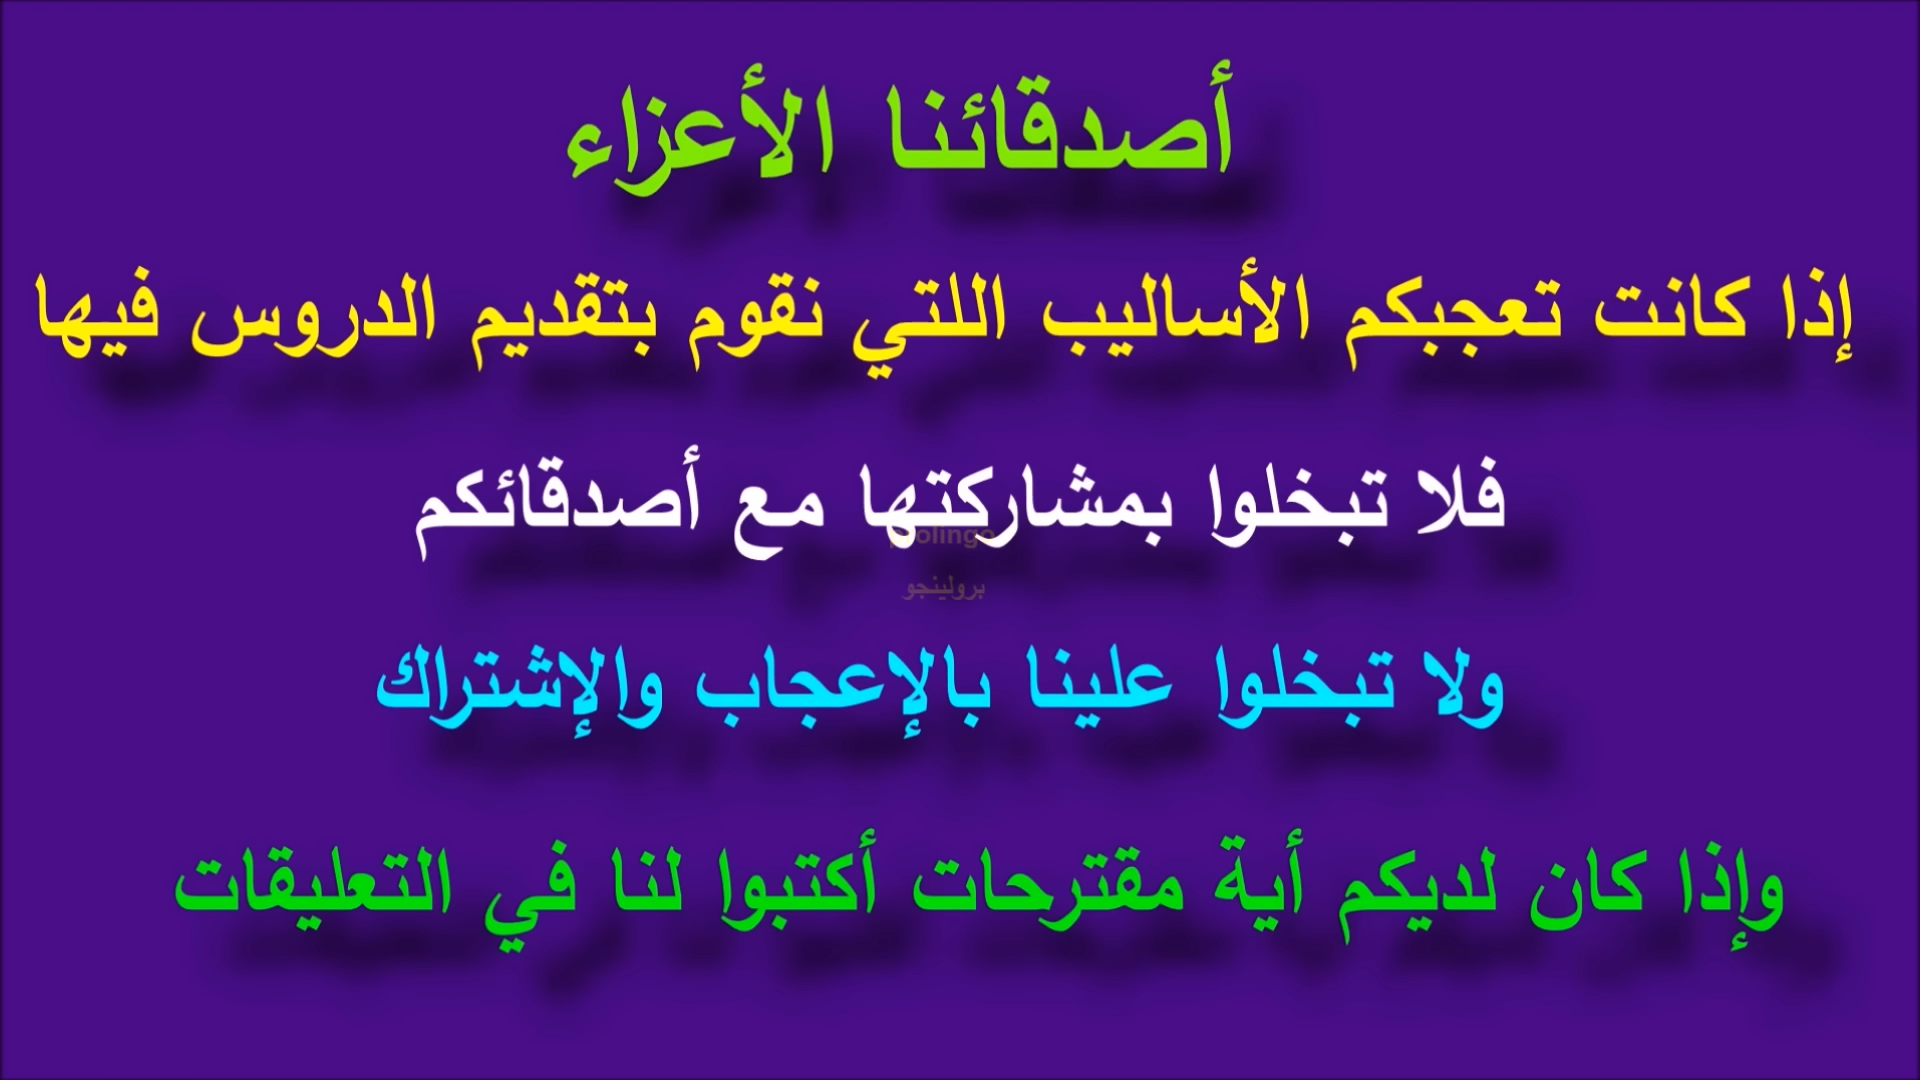 أصدقائنا الأعزاء
إذا كانت تعجبكم الأساليب اللتي نقوم بتقديم الدروس فيها
فلا تبخلوا بمشاركتها مع أصدقائكم
prolingo
برولينجو
ولا تبخلوا علينا بالإعجاب والإشتراك
وإذا كان لديكم أية مقترحات أكتبوا لنا في التعليقات